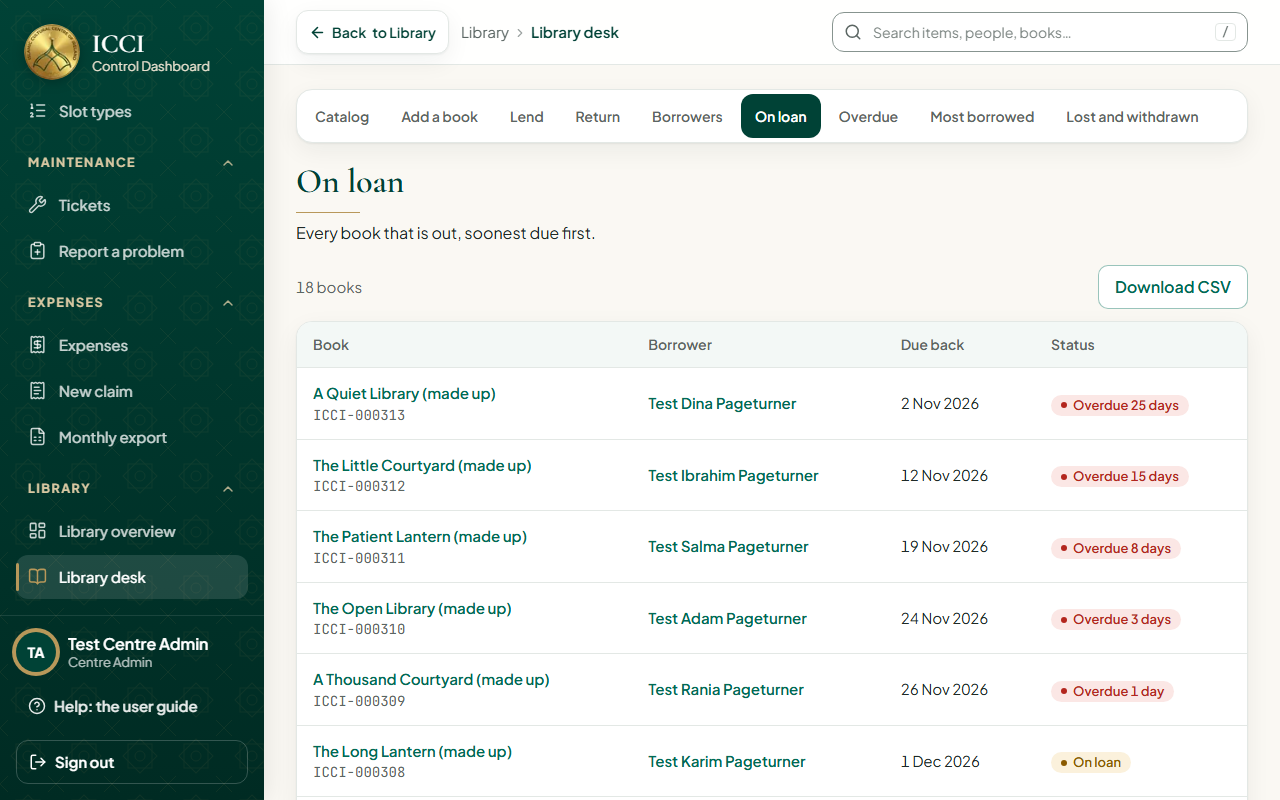 ICCI
Control Dashboard
Slot types
MAINTENANCE
Tickets
Report a problem
EXPENSES
Expenses
New claim
Monthly export
LIBRARY
Library overview
Library desk
TA
Test Centre Admin
Centre Admin
Help: the user guide
Sign out
Back to Library
Library > Library desk
Search items, people, books...
/
Catalog Add a book Lend Return Borrowers On loan Overdue Most borrowed Lost and withdrawn
On loan
Every book that is out, soonest due first.
18 books
Download CSV
Book Borrower Due back Status
A Quiet Library (made up)
ICCI-000313
Test Dina Pageturner 2 Nov 2026 Overdue 25 days
The Little Courtyard (made up)
ICCI-000312
Test Ibrahim Pageturner 12 Nov 2026 Overdue 15 days
The Patient Lantern (made up)
ICCI-000311
Test Salma Pageturner 19 Nov 2026 Overdue 8 days
The Open Library (made up)
ICCI-000310
Test Adam Pageturner 24 Nov 2026 Overdue 3 days
A Thousand Courtyard (made up)
ICCI-000309
Test Rania Pageturner 26 Nov 2026 Overdue 1 day
The Long Lantern (made up)
ICCI-000308
Test Karim Pageturner 1 Dec 2026 On loan